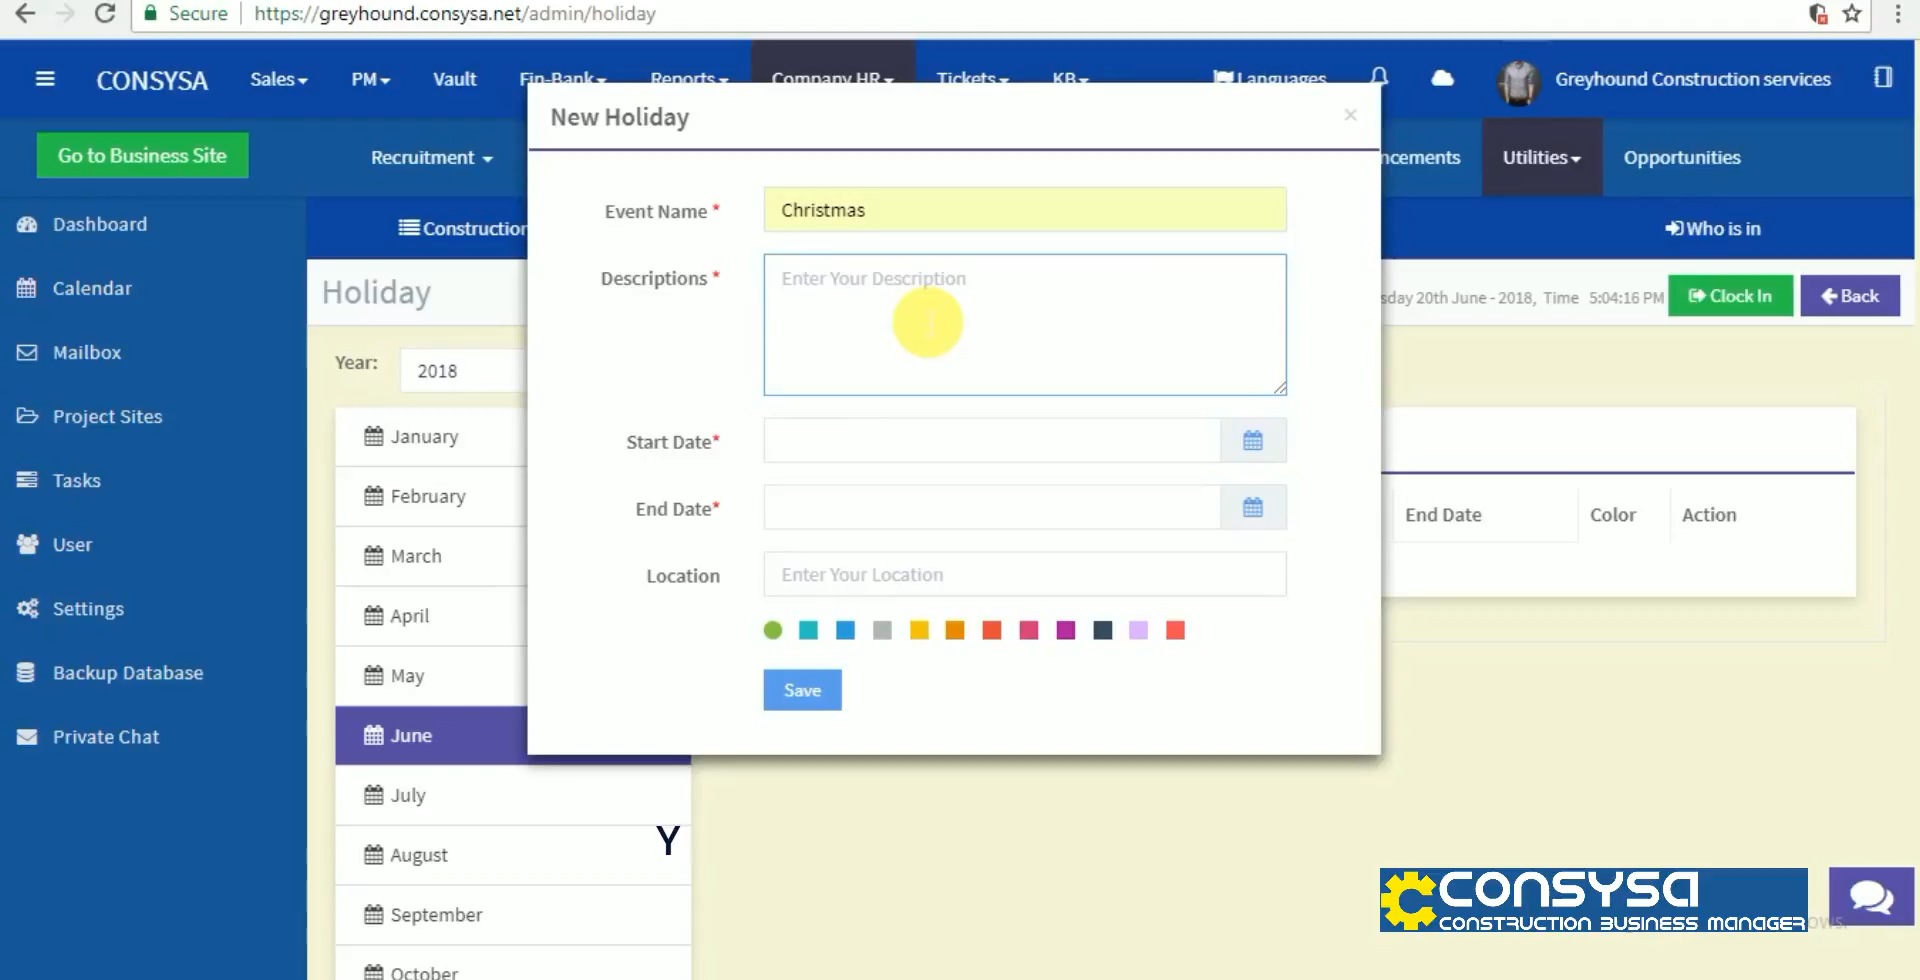 Secure
https://greyhound.consysa.net/admin/holiday
CONSYSA
Sales
PM
Vault
Fin-Bank
Reports
Company HR
Tickets
KB
Languages
Greyhound Construction services
Go to Business Site
Recruitment
ncements
Utilities
Opportunities
Construction
Who is in
Dashboard
Calendar
Mailbox
Project Sites
Tasks
User
Settings
Backup Database
Private Chat
Holiday
sday 20th June - 2018, Time 5:04:16 PM
Clock In
Back
Year:
2018
January
February
March
April
May
June
July
August
September
October
New Holiday
×
Event Name *
Christmas
Descriptions *
Enter Your Description
Start Date*
End Date*
Location
Enter Your Location
Save
End Date
Color
Action
Y
CONSYSA
CONSTRUCTION BUSINESS MANAGER